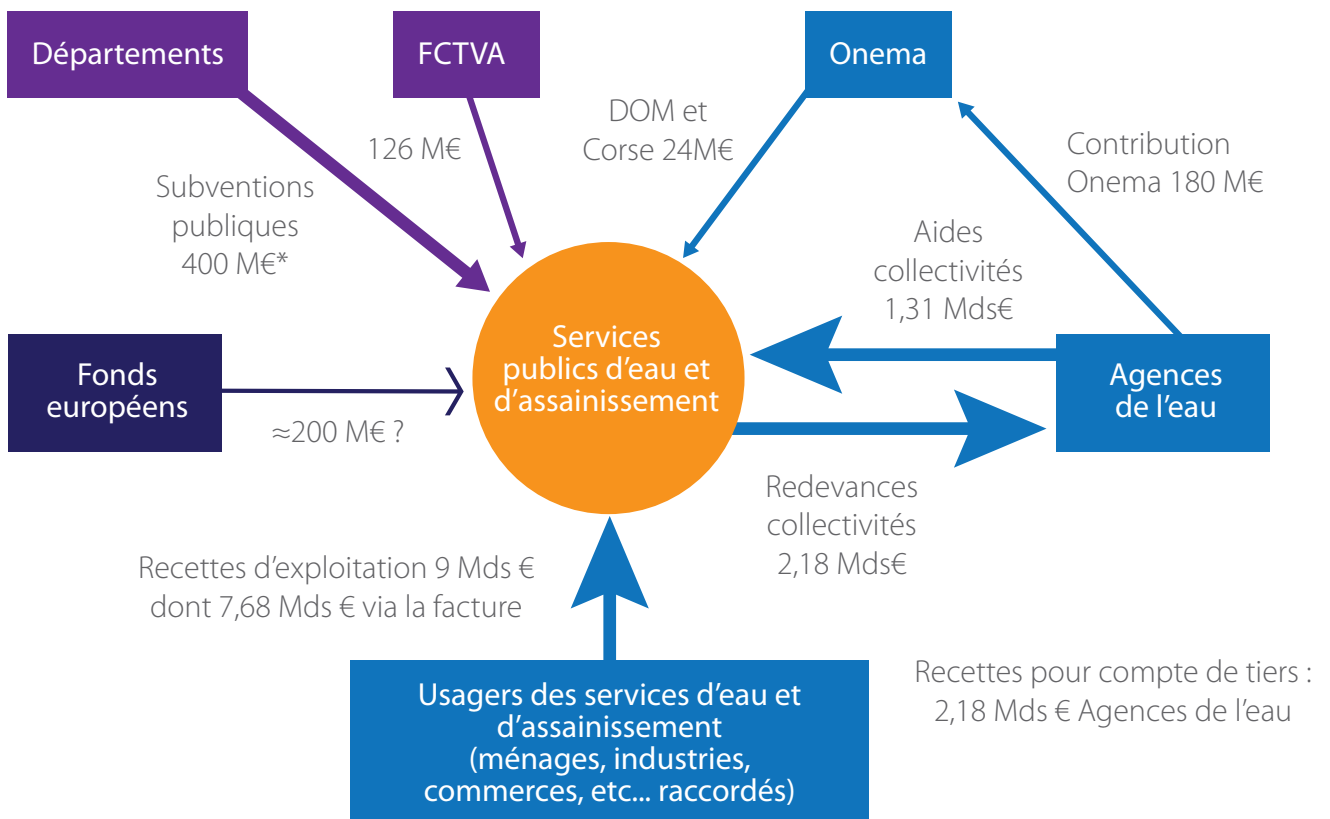 Départements
FCTVA
Onema
126 M€
DOM et
Corse 24M€
Contribution
Onema 180 M€
Subventions
publiques
400 M€*
Aides
collectivités
1,31 Mds€
Fonds
européens
Services
publics d’eau et
d’assainissement
Agences
de l’eau
≈200 M€ ?
Redevances
collectivités
2,18 Mds€
Recettes d’exploitation 9 Mds €
dont 7,68 Mds € via la facture
Usagers des services d’eau et
d’assainissement
(ménages, industries,
commerces, etc... raccordés)
Recettes pour compte de tiers :
2,18 Mds € Agences de l’eau